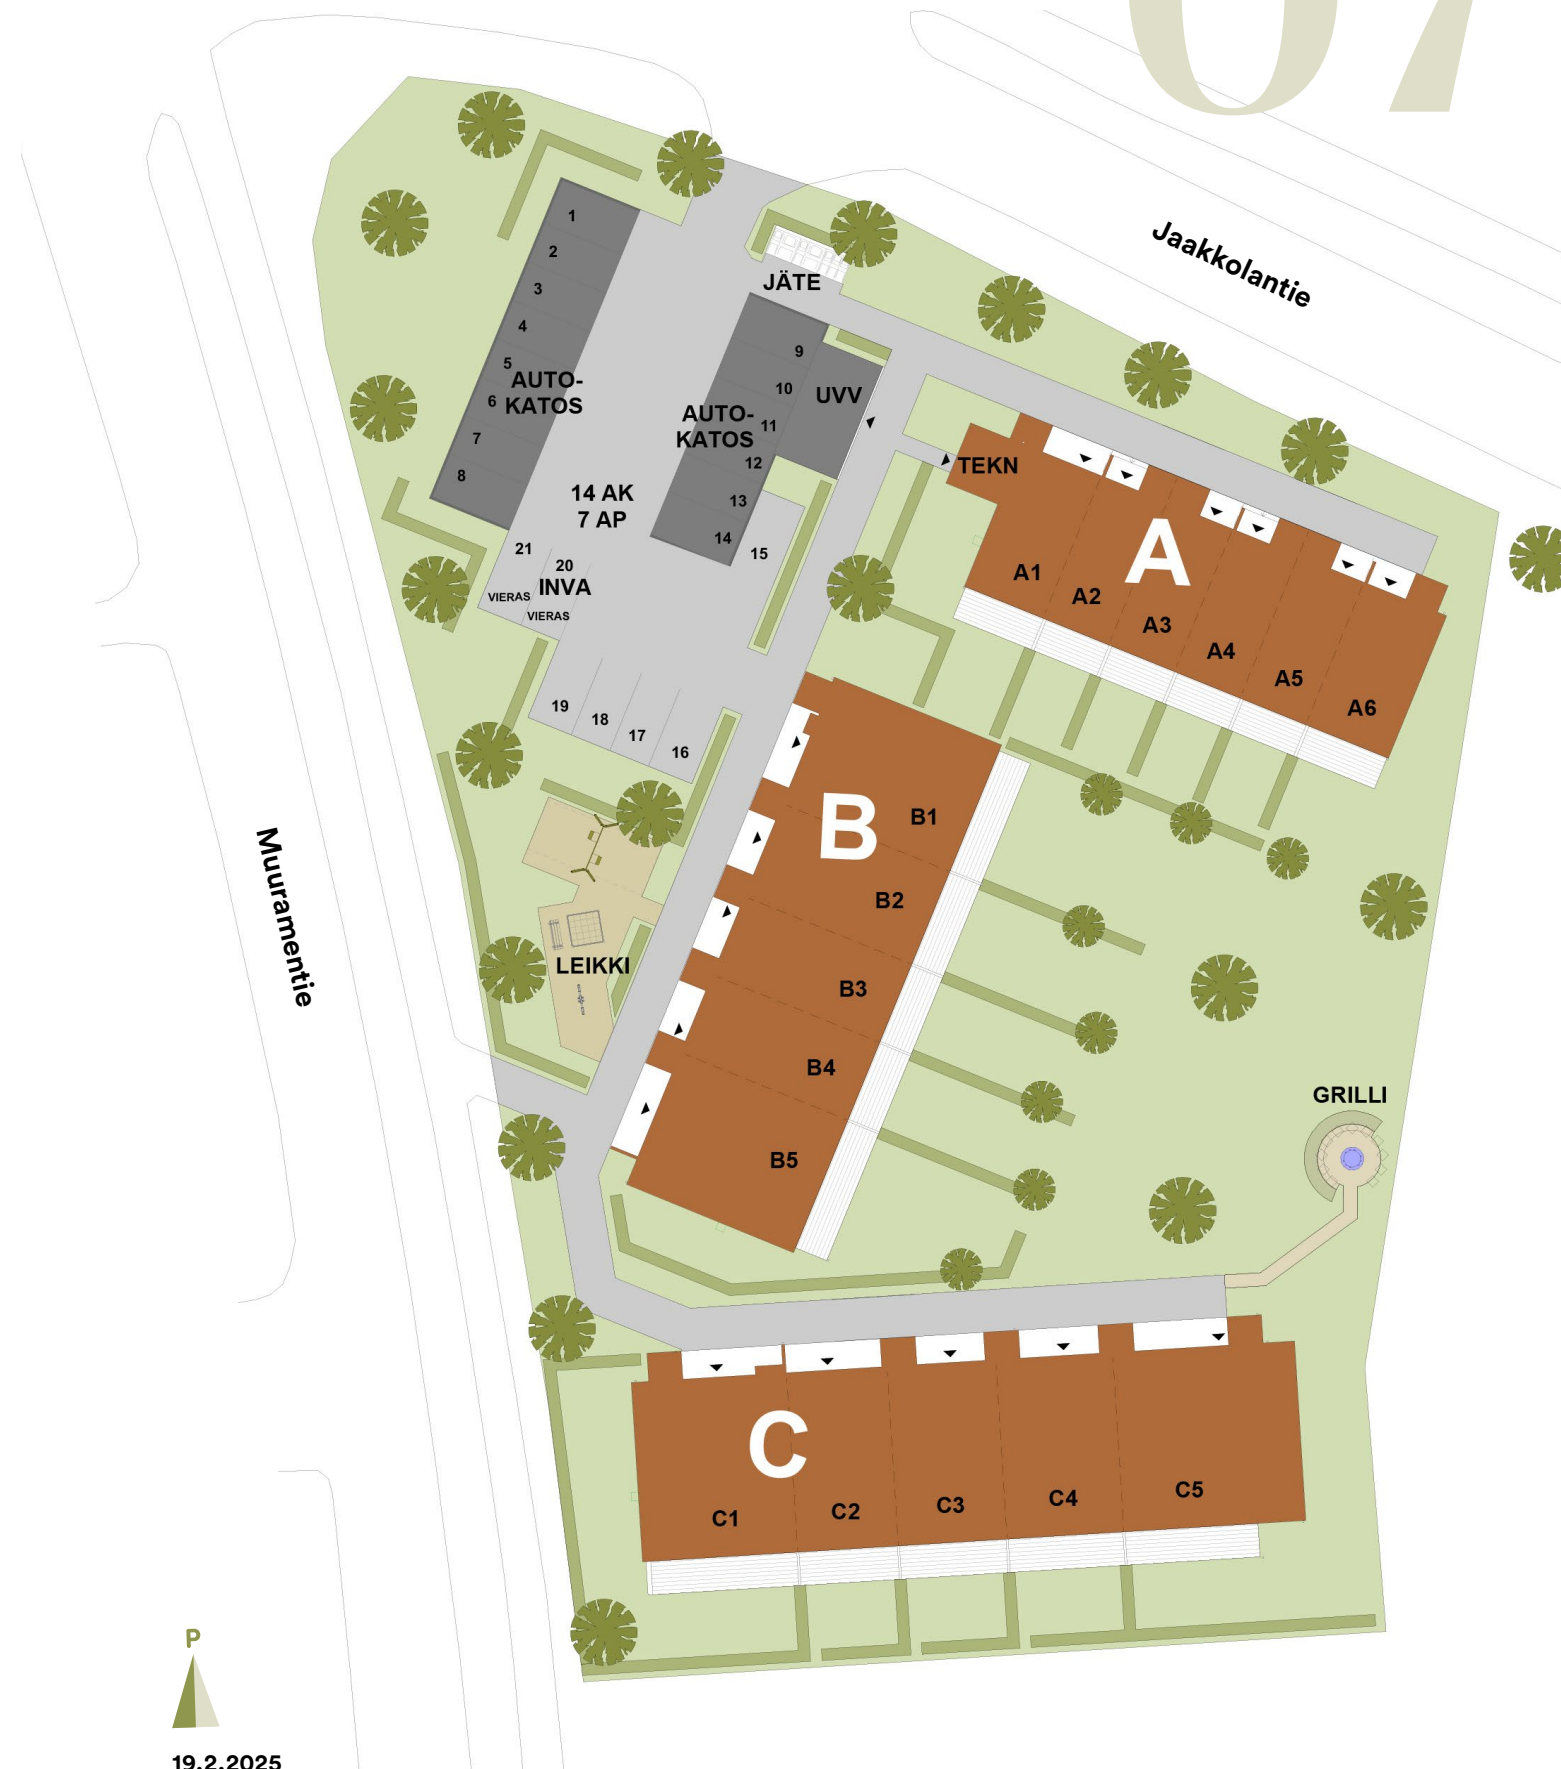 07
Jaakkolantie
Muuramentie
JÄTE
1
2
3
4
5
6
7
8
AUTO-
KATOS
9
10
11
12
13
14
AUTO-
KATOS
UVV
14 AK
7 AP
15
21
VIERAS
20
INVA
VIERAS
19
18
17
16
TEKN
A
A1
A2
A3
A4
A5
A6
B
B1
B2
B3
B4
B5
LEIKKI
GRILLI
C
C1
C2
C3
C4
C5
P
19.2.2025